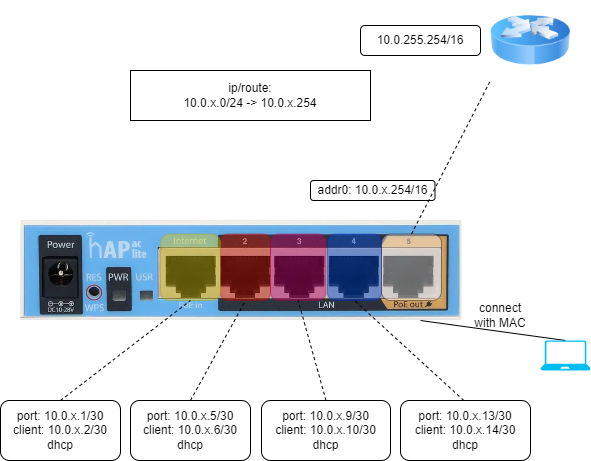 10.0.255.254/16
ip/route:
10.0.x.0/24 -> 10.0.x.254
addr0: 10.0.x.254/16
Power
hAP ac lite
RES
WPS
PWR
USR
DC10-28V
Internet
2
3
4
5
PoE in
LAN
PoE out
connect
with MAC
port: 10.0.x.1/30
client: 10.0.x.2/30
dhcp
port: 10.0.x.5/30
client: 10.0.x.6/30
dhcp
port: 10.0.x.9/30
client: 10.0.x.10/30
dhcp
port: 10.0.x.13/30
client: 10.0.x.14/30
dhcp